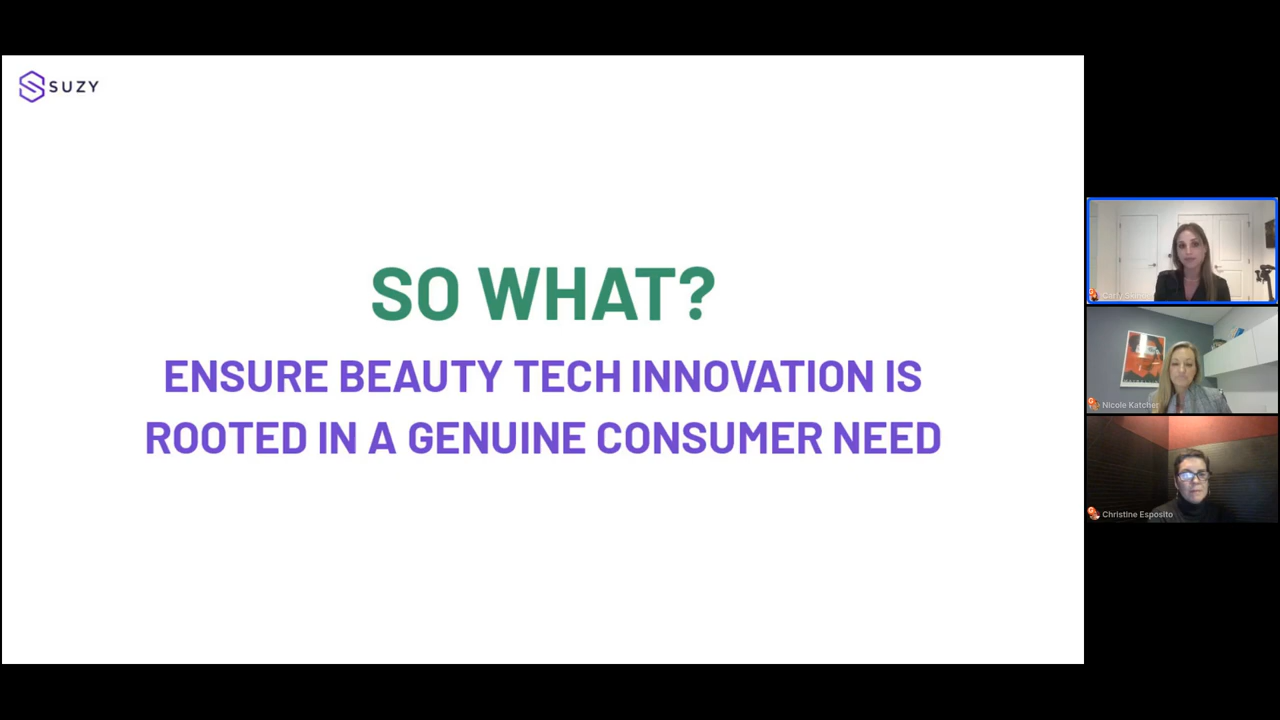 SUZY
SO WHAT?
ENSURE BEAUTY TECH INNOVATION IS
ROOTED IN A GENUINE CONSUMER NEED
Nicole Katcher
Christine Esposito